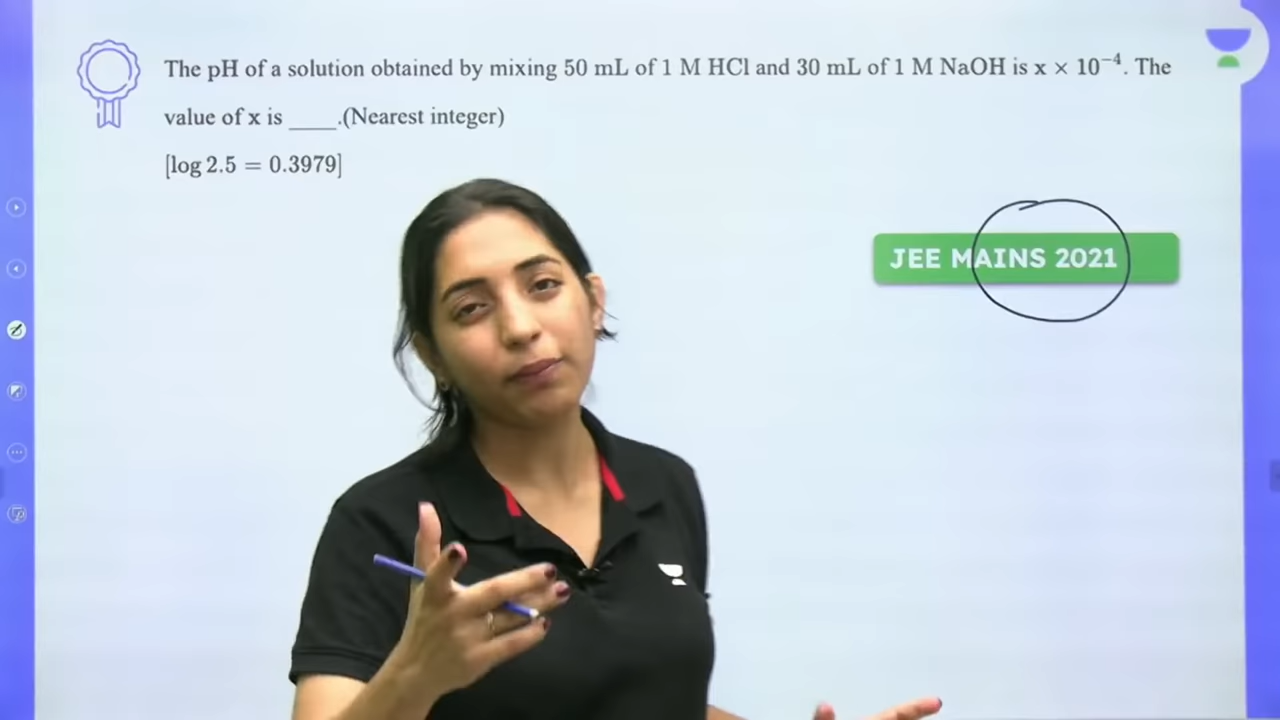 The pH of a solution obtained by mixing 50 mL of 1 M HCl and 30 mL of 1 M NaOH is x × 10⁻⁴. The
value of x is ____.(Nearest integer)
[log 2.5 = 0.3979]
JEE MAINS 2021